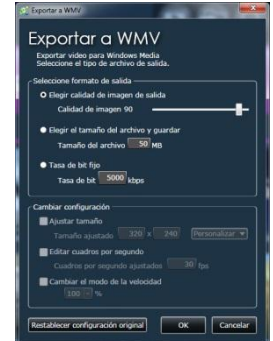 Exportar a WMV
Exportar a WMV
Exportar video para Windows Media
Seleccione el tipo de archivo de salida.
Seleccione formato de salida
Elegir calidad de imagen de salida
Calidad de imagen 90
Elegir el tamaño del archivo y guardar
Tamaño del archivo 50 MB
Tasa de bit fijo
Tasa de bit 5000 kbps
Cambiar configuración
Ajustar tamaño
Tamaño ajustado 320 x 240 Personalizar
Editar cuadros por segundo
Cuadros por segundo ajustados 30 fps
Cambiar el modo de la velocidad
100 %
Restablecer configuración original OK Cancelar